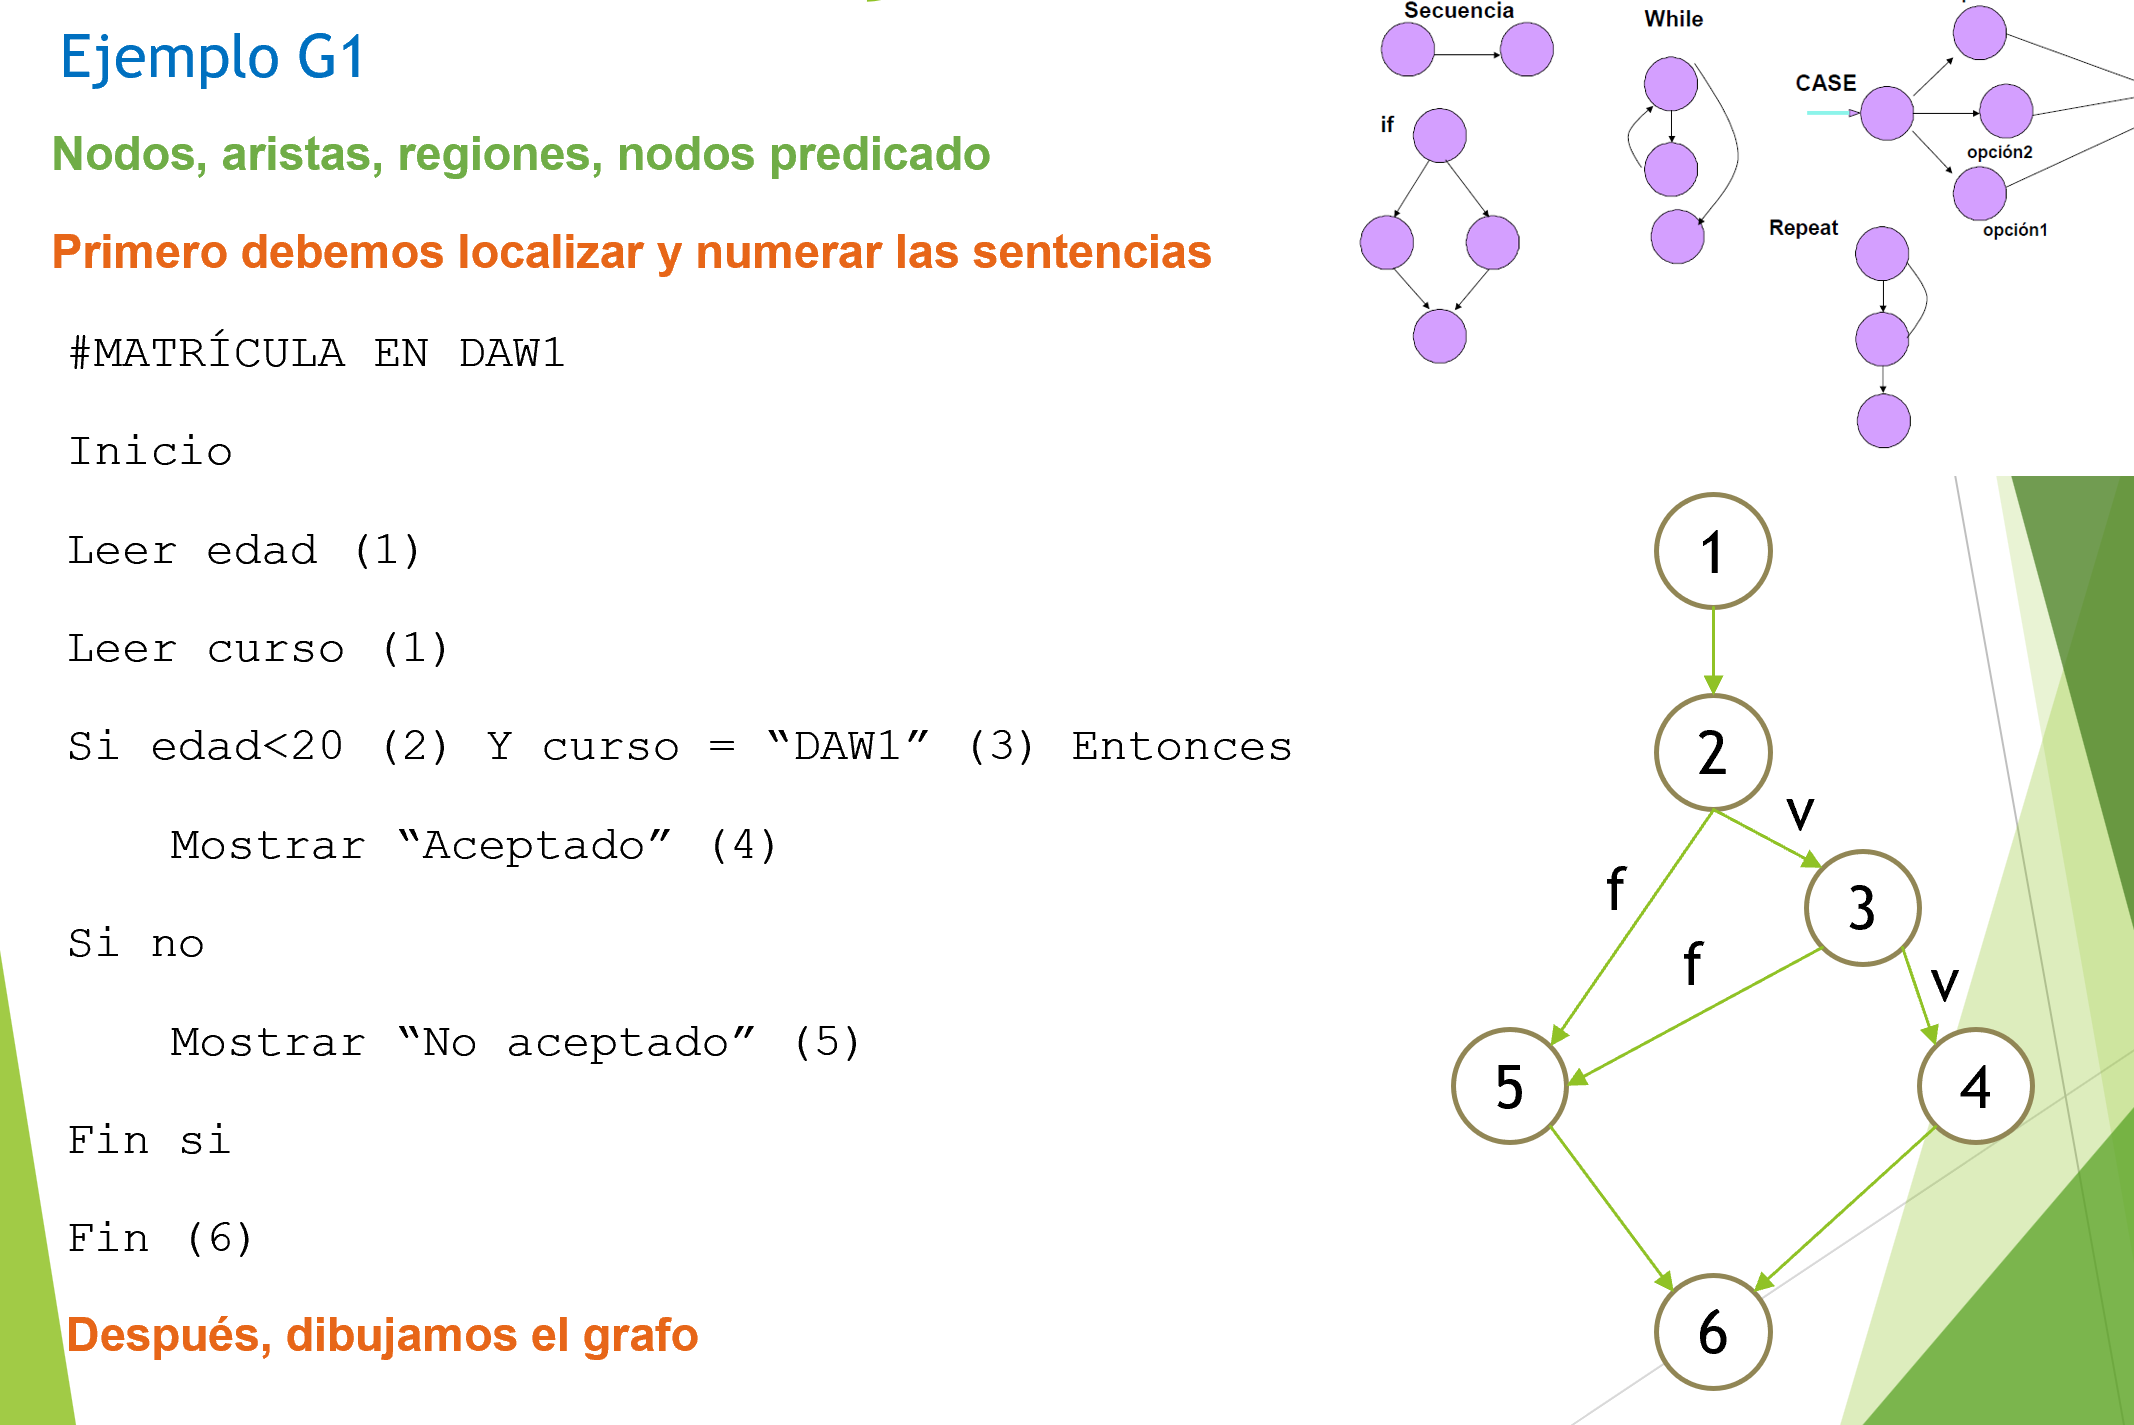 Ejemplo G1
Nodos, aristas, regiones, nodos predicado
Primero debemos localizar y numerar las sentencias
#MATRÍCULA EN DAW1
Inicio
Leer edad (1)
Leer curso (1)
Si edad<20 (2) Y curso = “DAW1” (3) Entonces
Mostrar “Aceptado” (4)
Si no
Mostrar “No aceptado” (5)
Fin si
Fin (6)
Después, dibujamos el grafo
Secuencia
While
CASE
if
opción2
Repeat
opción1
1
2
v
f
3
f
v
5
4
6